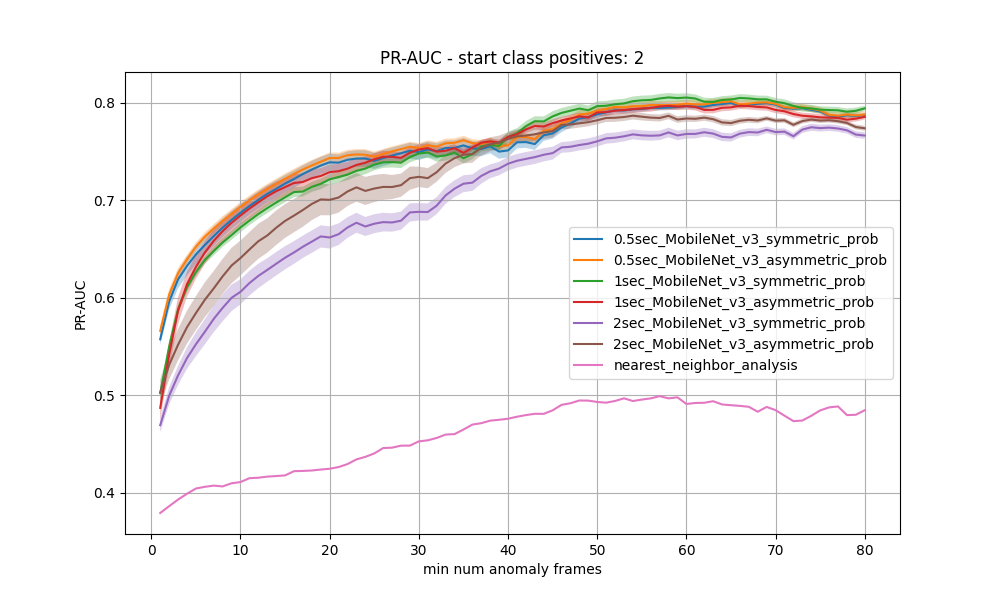 PR-AUC - start class positives: 2
PR-AUC
0.8
0.7
0.6
0.5
0.4
0.5sec_MobileNet_v3_symmetric_prob
0.5sec_MobileNet_v3_asymmetric_prob
1sec_MobileNet_v3_symmetric_prob
1sec_MobileNet_v3_asymmetric_prob
2sec_MobileNet_v3_symmetric_prob
2sec_MobileNet_v3_asymmetric_prob
nearest_neighbor_analysis
0 10 20 30 40 50 60 70 80
min num anomaly frames